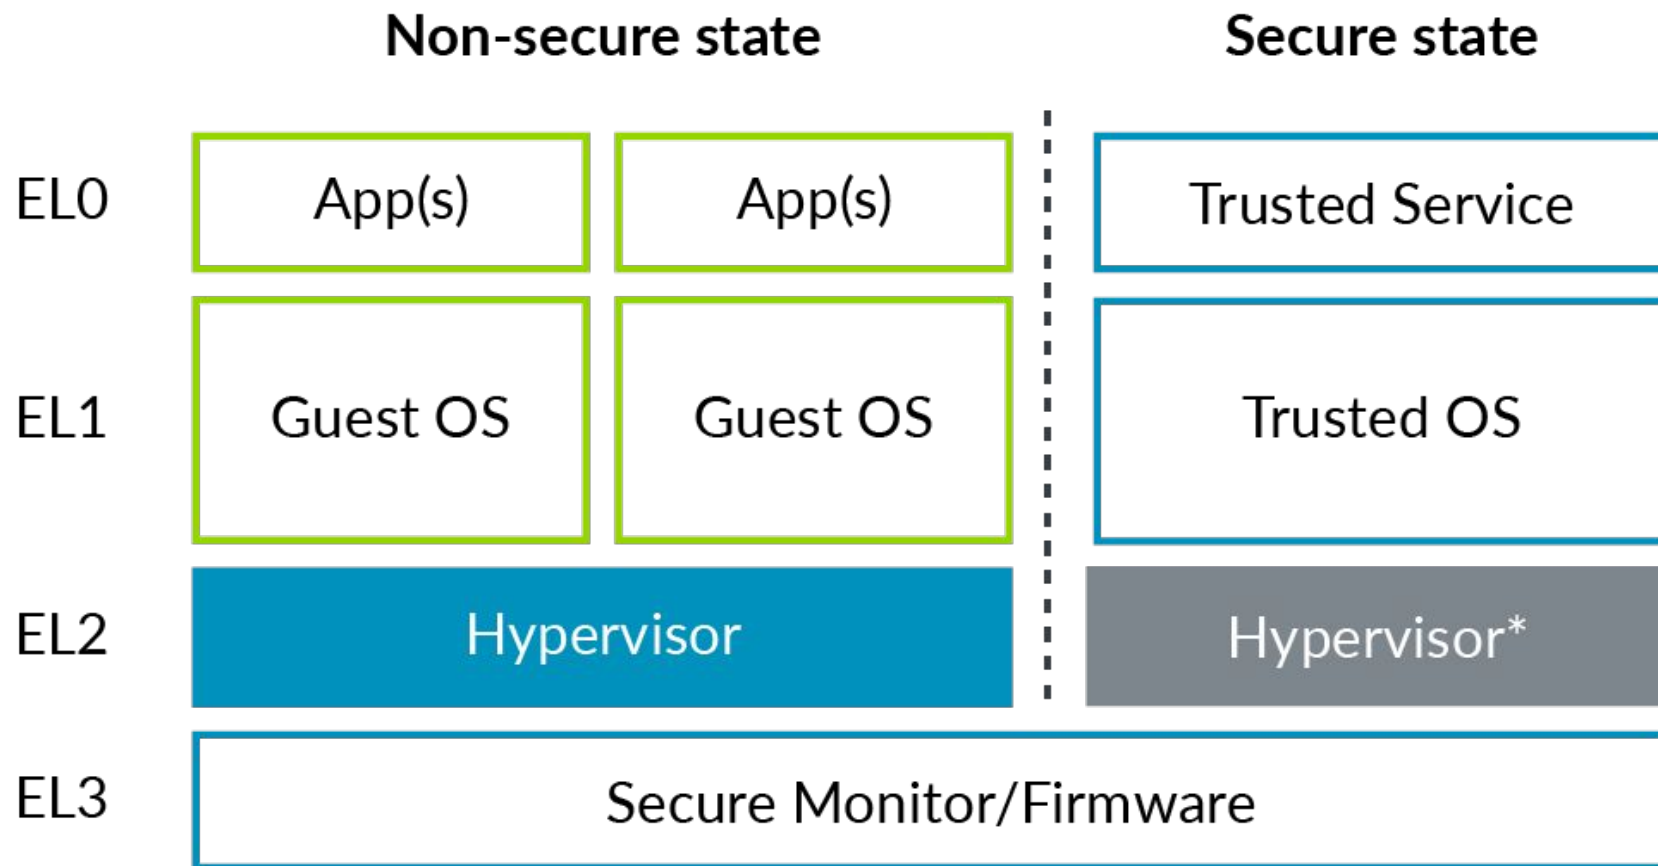 Non-secure state
Secure state
EL0
App(s)
App(s)
Trusted Service
EL1
Guest OS
Guest OS
Trusted OS
EL2
Hypervisor
Hypervisor*
EL3
Secure Monitor/Firmware